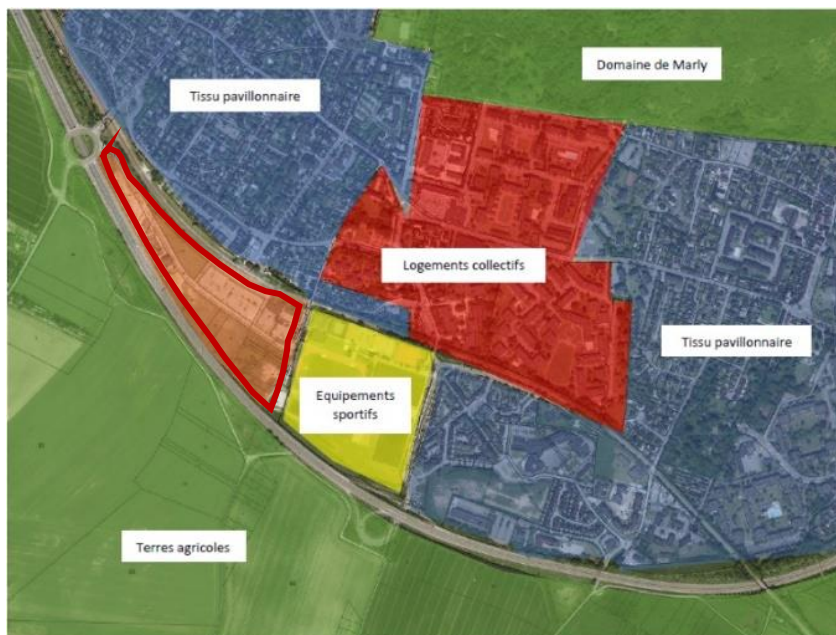 Domaine de Marly
Tissu pavillonnaire
Logements collectifs
Tissu pavillonnaire
Equipements
sportifs
Terres agricoles